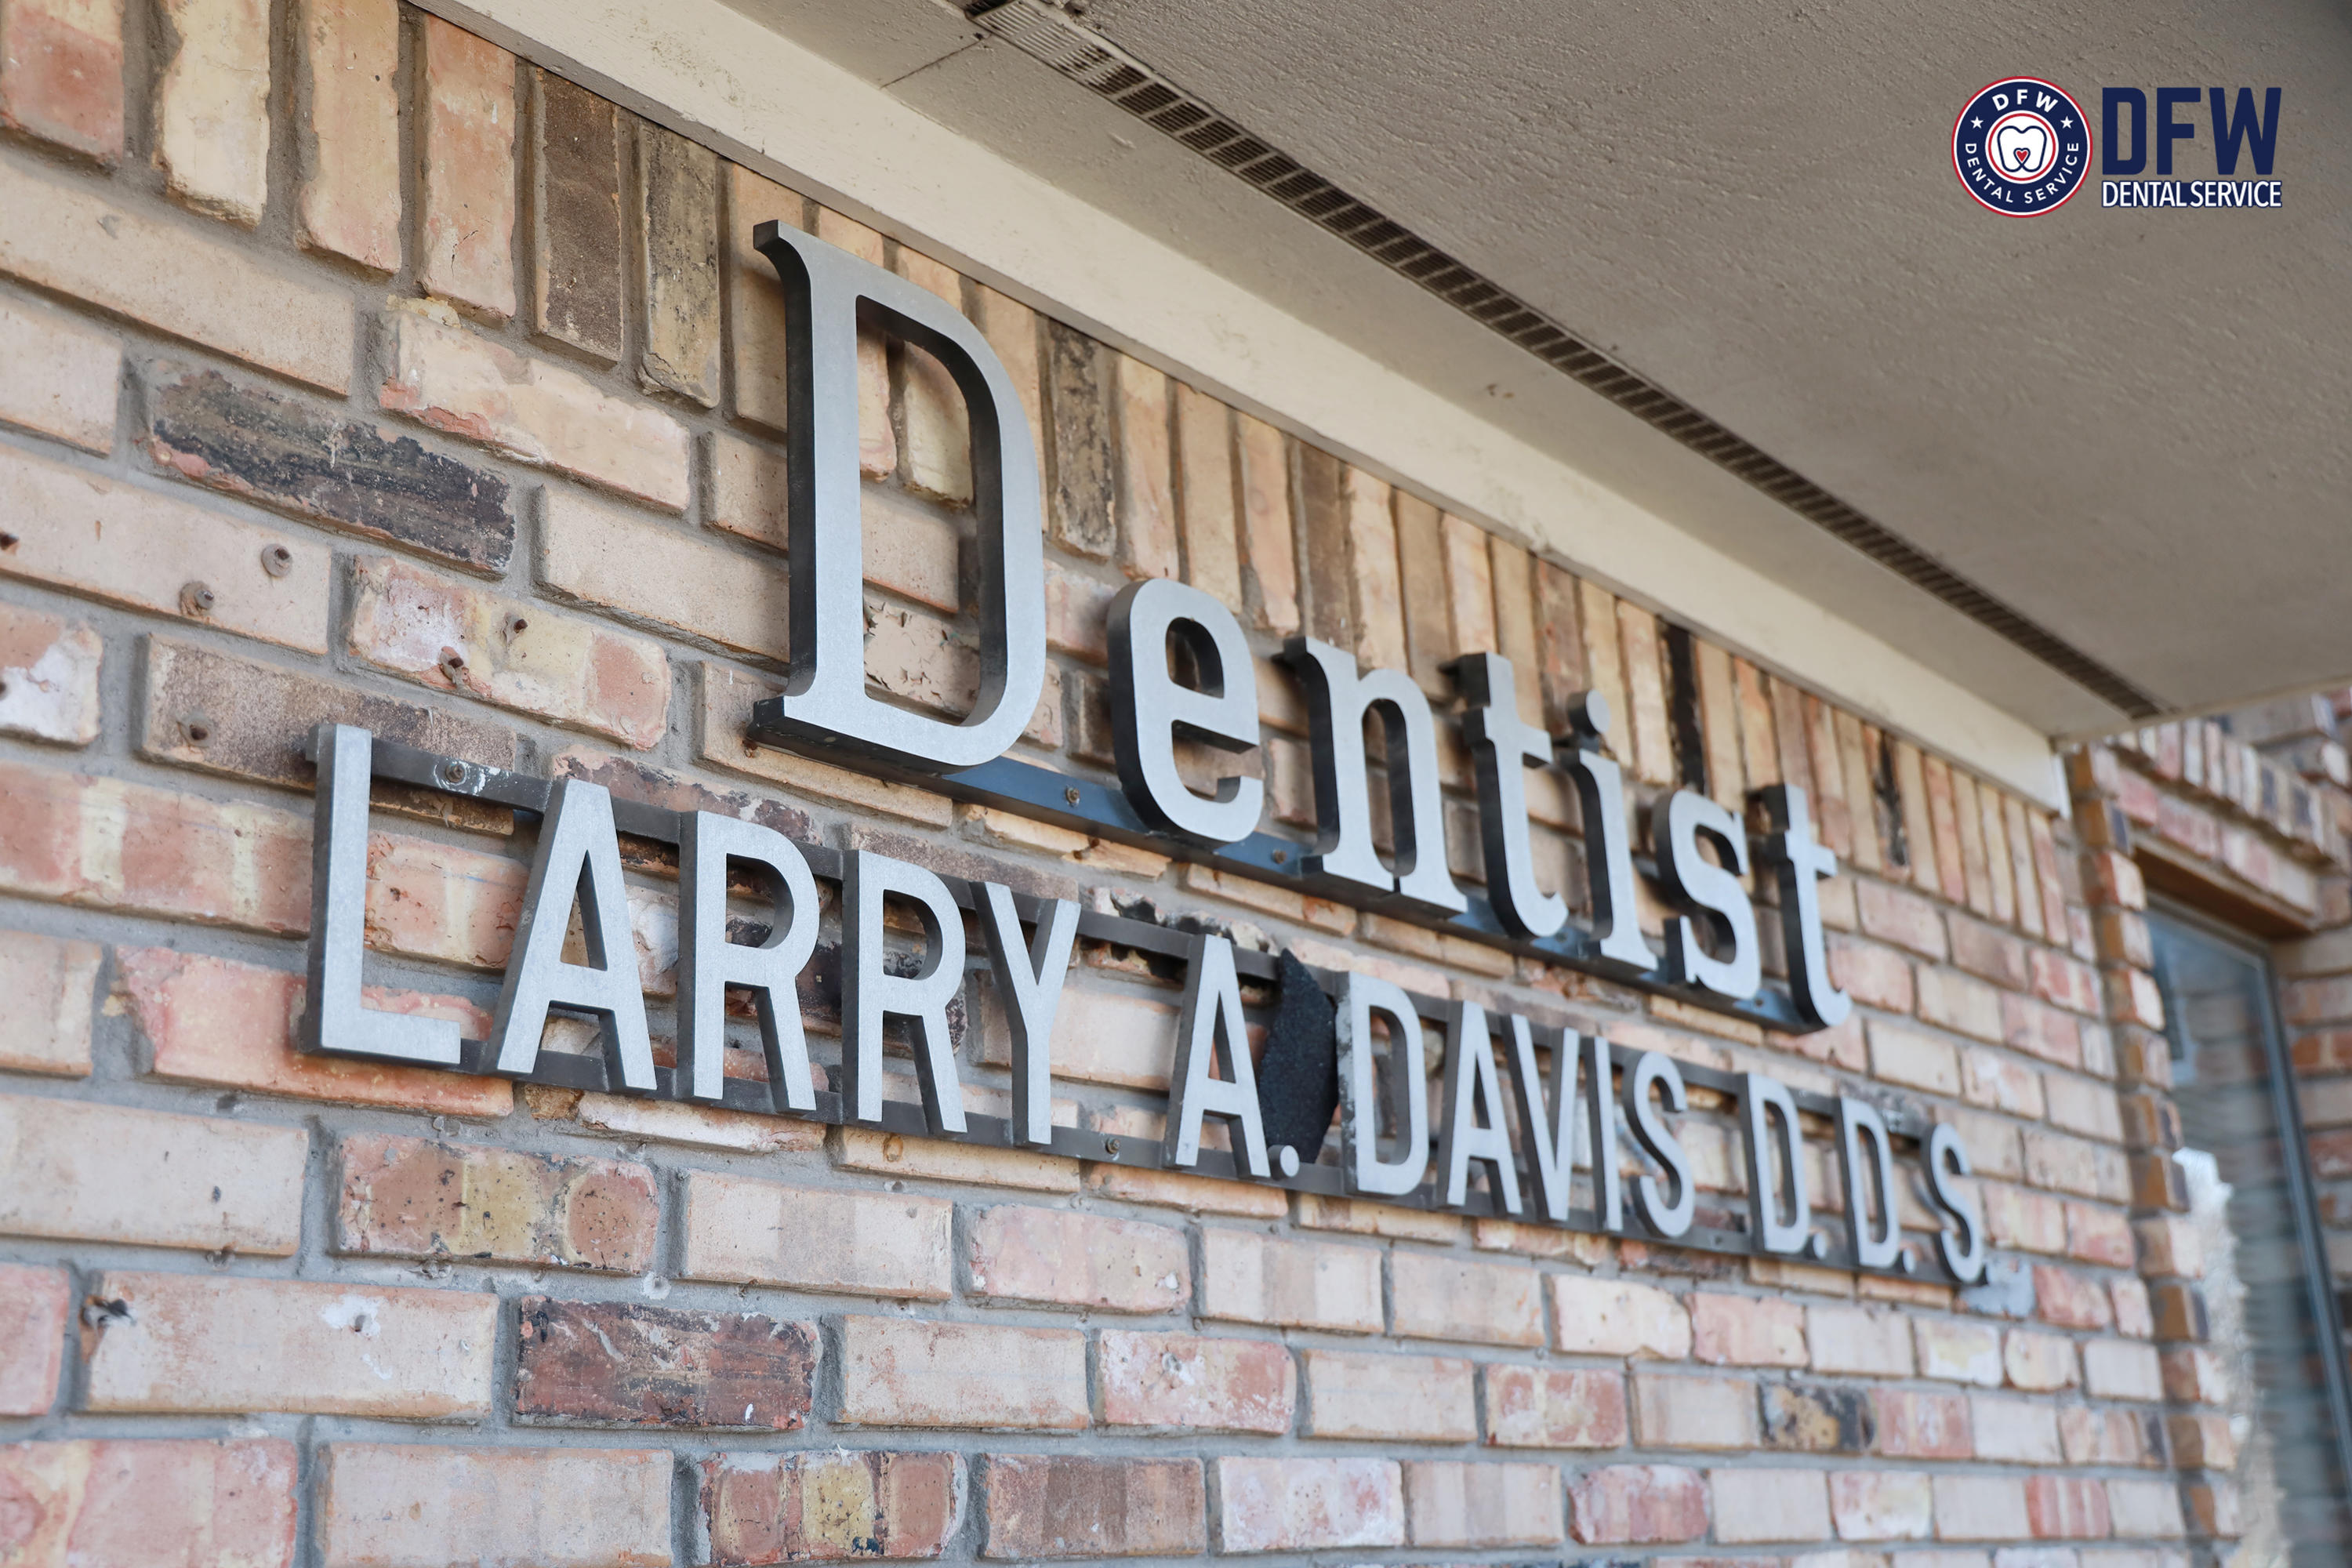 DFW
DENTAL SERVICE
DFW
DENTAL SERVICE
Dentist
LARRY A. DAVIS D.D.S.